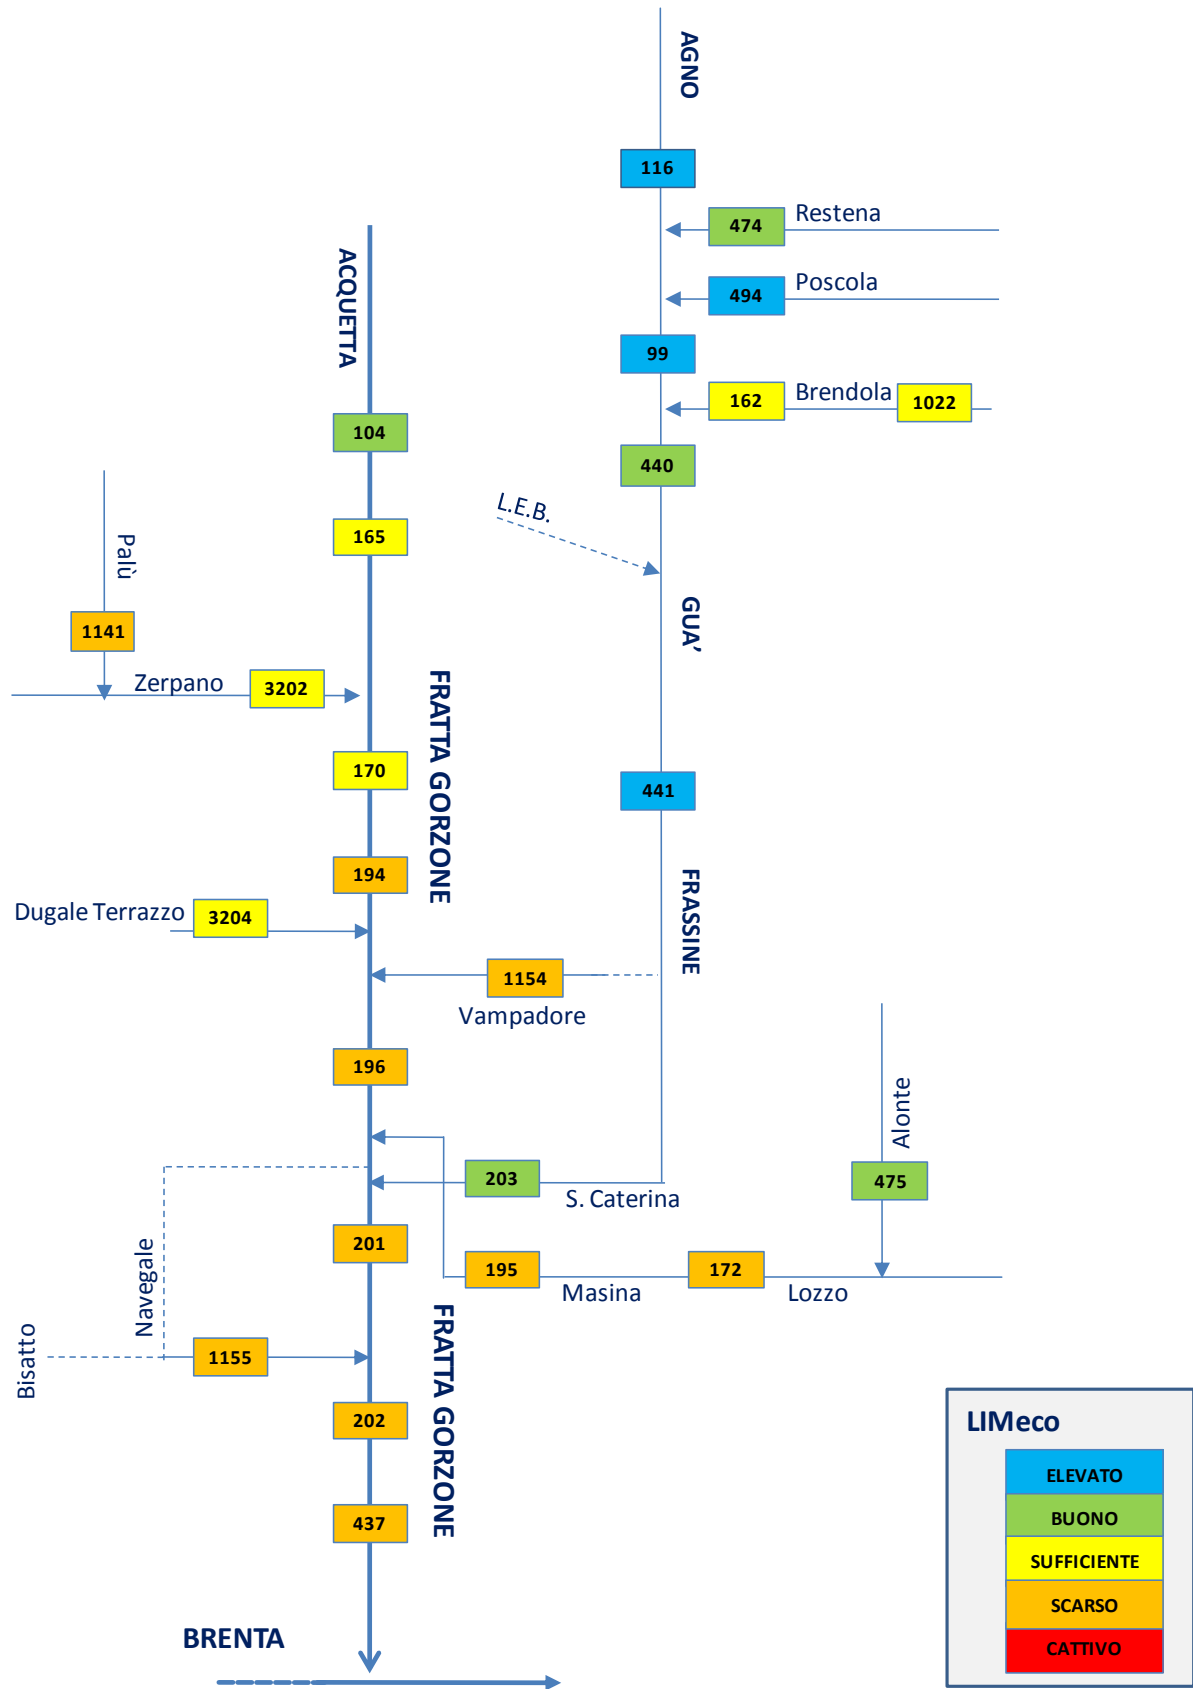 AGNO
116
Restena
474
Poscola
494
ACQUETTA
99
Brendola
162
1022
104
440
L.E.B.
165
Palù
GUA’
1141
Zerpano
3202
FRATTA GORZONE
170
441
194
FRASSINE
Dugale Terrazzo
3204
1154
Vampadore
196
Alonte
203
475
S. Caterina
201
Navegale
195
172
Masina
Lozzo
Bisatto
1155
FRATTA GORZONE
202
437
BRENTA
LIMeco
ELEVATO
BUONO
SUFFICIENTE
SCARSO
CATTIVO